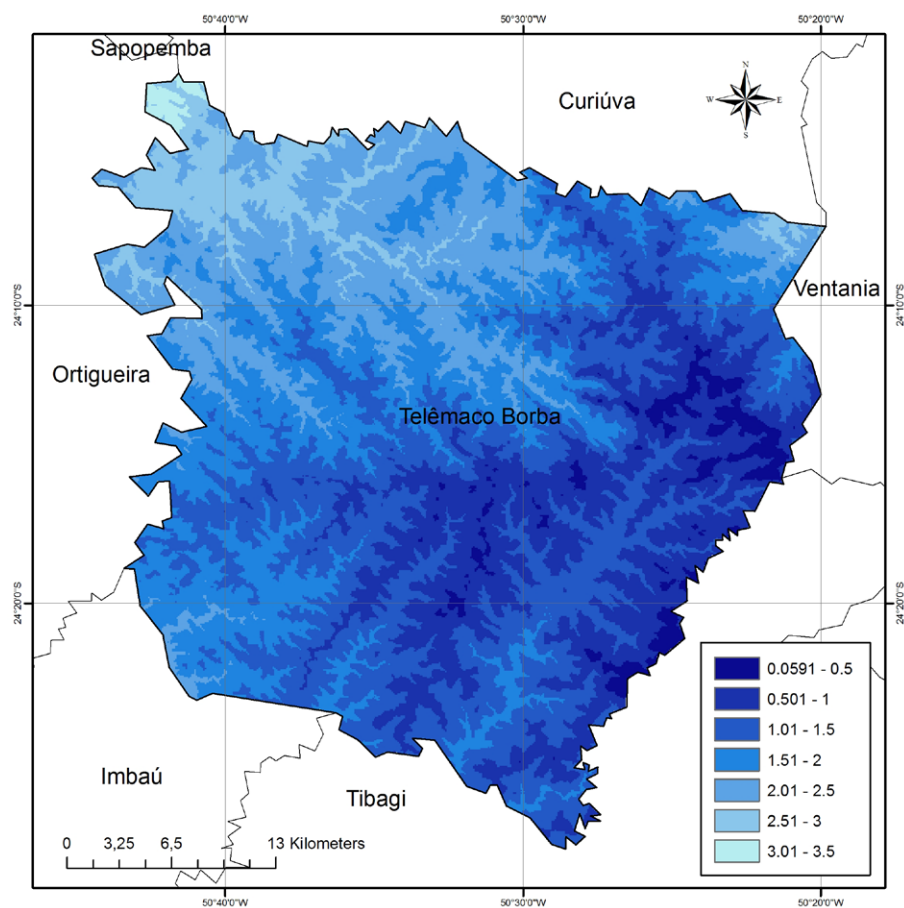 50°40'0"W 50°30'0"W 50°20'0"W
Sapopemba
Curiúva
N
W E
S
24°10'0"S 24°10'0"S
Ventania
Ortigueira
Telêmaco Borba
24°20'0"S 24°20'0"S
0.0591 - 0.5
0.501 - 1
1.01 - 1.5
1.51 - 2
2.01 - 2.5
2.51 - 3
3.01 - 3.5
Imbaú
Tibagi
0 3,25 6,5 13 Kilometers
50°40'0"W 50°30'0"W 50°20'0"W